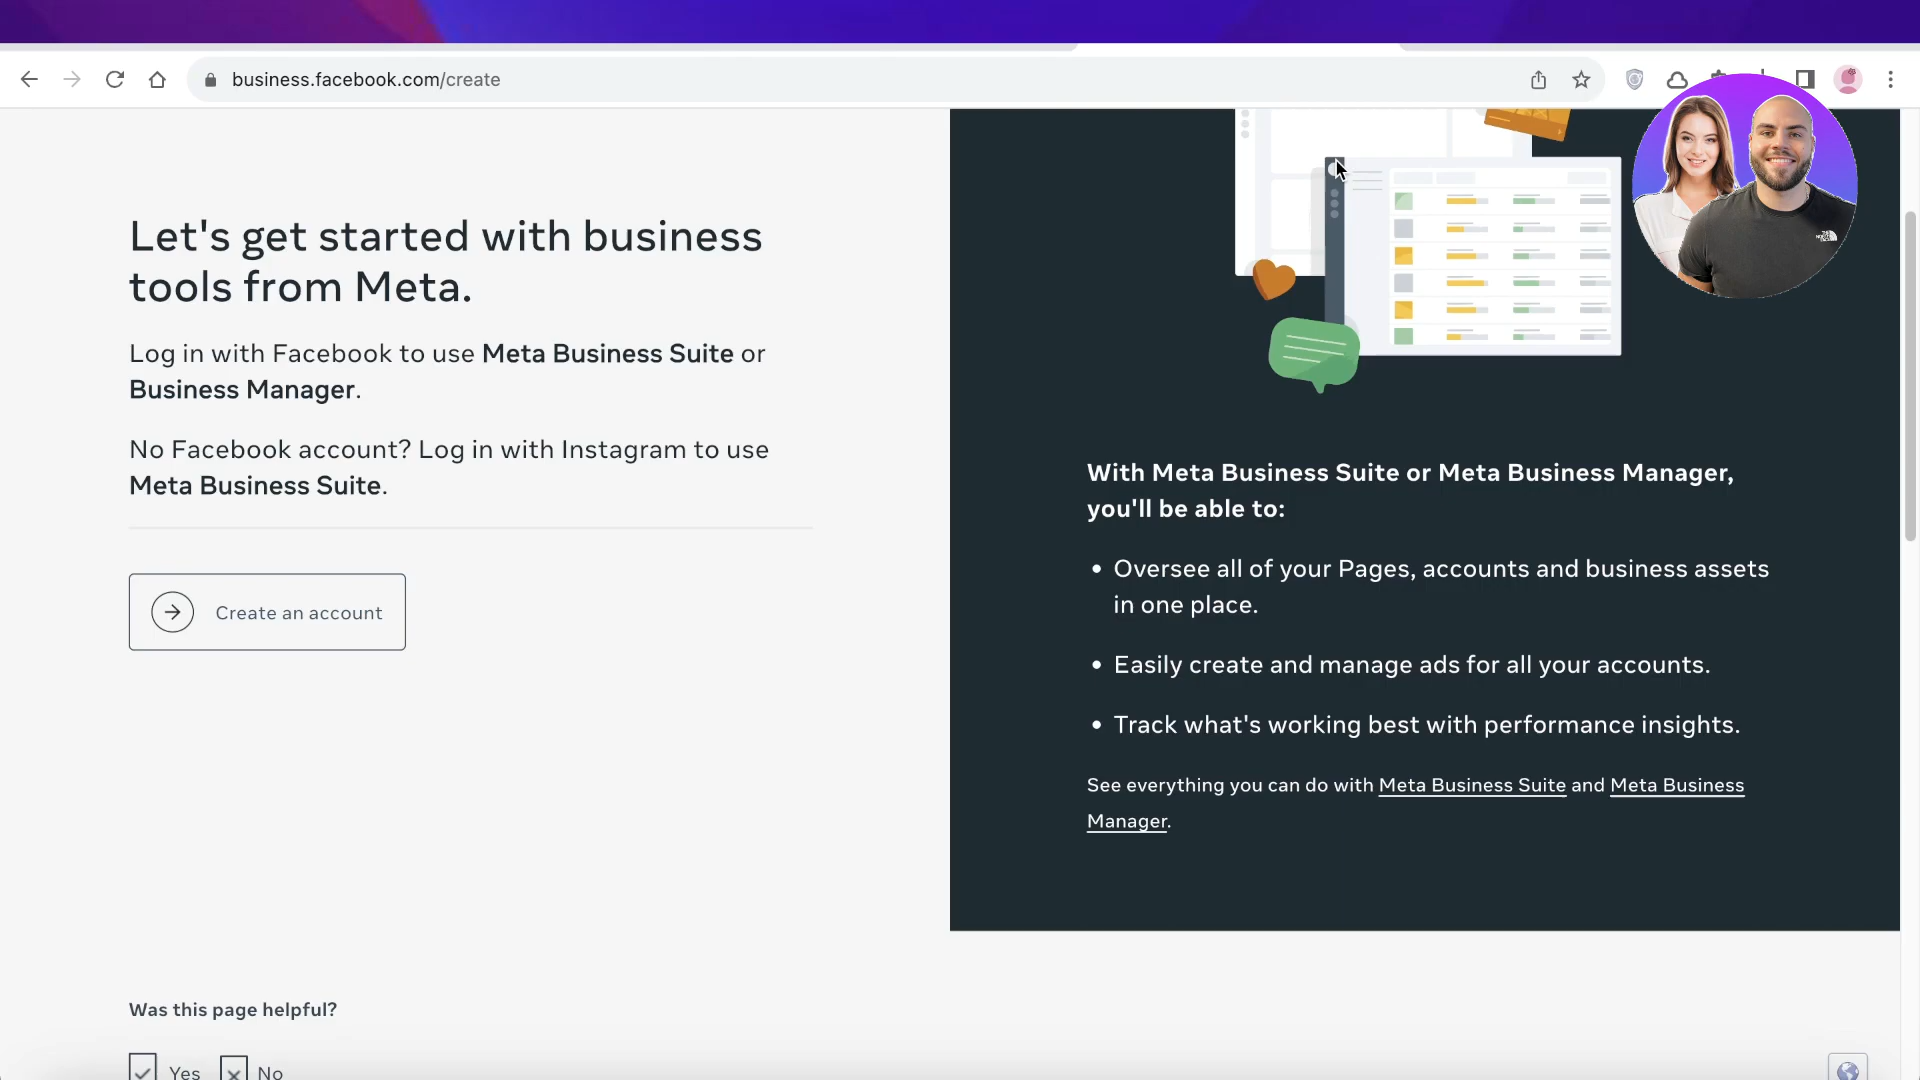 business.facebook.com/create
Let's get started with business
tools from Meta.
Log in with Facebook to use Meta Business Suite or
Business Manager.
No Facebook account? Log in with Instagram to use
Meta Business Suite.
Create an account
With Meta Business Suite or Meta Business Manager,
you'll be able to:
• Oversee all of your Pages, accounts and business assets
in one place.
• Easily create and manage ads for all your accounts.
• Track what's working best with performance insights.
See everything you can do with Meta Business Suite and Meta Business
Manager.
Was this page helpful?
Yes No